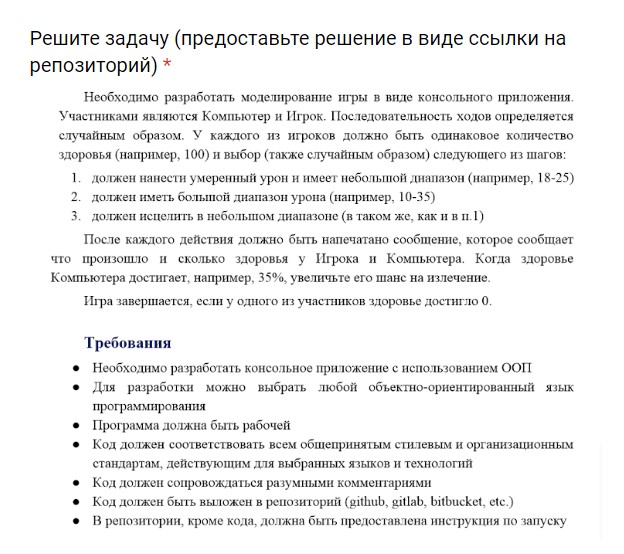 Решите задачу (предоставьте решение в виде ссылки на
репозиторий) *
Необходимо разработать моделирование игры в виде консольного приложения.
Участниками являются Компьютер и Игрок. Последовательность ходов определяется
случайным образом. У каждого из игроков должно быть одинаковое количество
здоровья (например, 100) и выбор (также случайным образом) следующего из шагов:
1. должен нанести умеренный урон и имеет небольшой диапазон (например, 18-25)
2. должен иметь большой диапазон урона (например, 10-35)
3. должен исцелить в небольшом диапазоне (в таком же, как и в п.1)
После каждого действия должно быть напечатано сообщение, которое сообщает
что произошло и сколько здоровья у Игрока и Компьютера. Когда здоровье
Компьютера достигает, например, 35%, увеличьте его шанс на излечение.
Игра завершается, если у одного из участников здоровье достигло 0.
Требования
● Необходимо разработать консольное приложение с использованием ООП
● Для разработки можно выбрать любой объектно-ориентированный язык
программирования
● Программа должна быть рабочей
● Код должен соответствовать всем общепринятым стилевым и организационным
стандартам, действующим для выбранных языков и технологий
● Код должен сопровождаться разумными комментариями
● Код должен быть выложен в репозиторий (github, gitlab, bitbucket, etc.)
● В репозитории, кроме кода, должна быть предоставлена инструкция по запуску